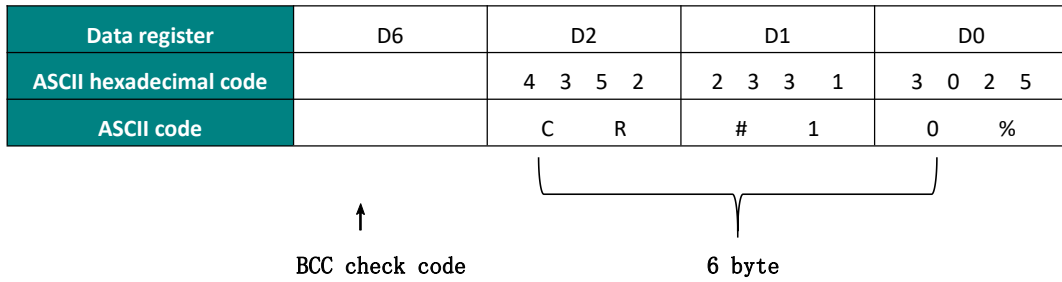 Data register D6 D2 D1 D0
ASCII hexadecimal code 4 3 5 2 2 3 3 1 3 0 2 5
ASCII code C R # 1 0 %
BCC check code 6 byte